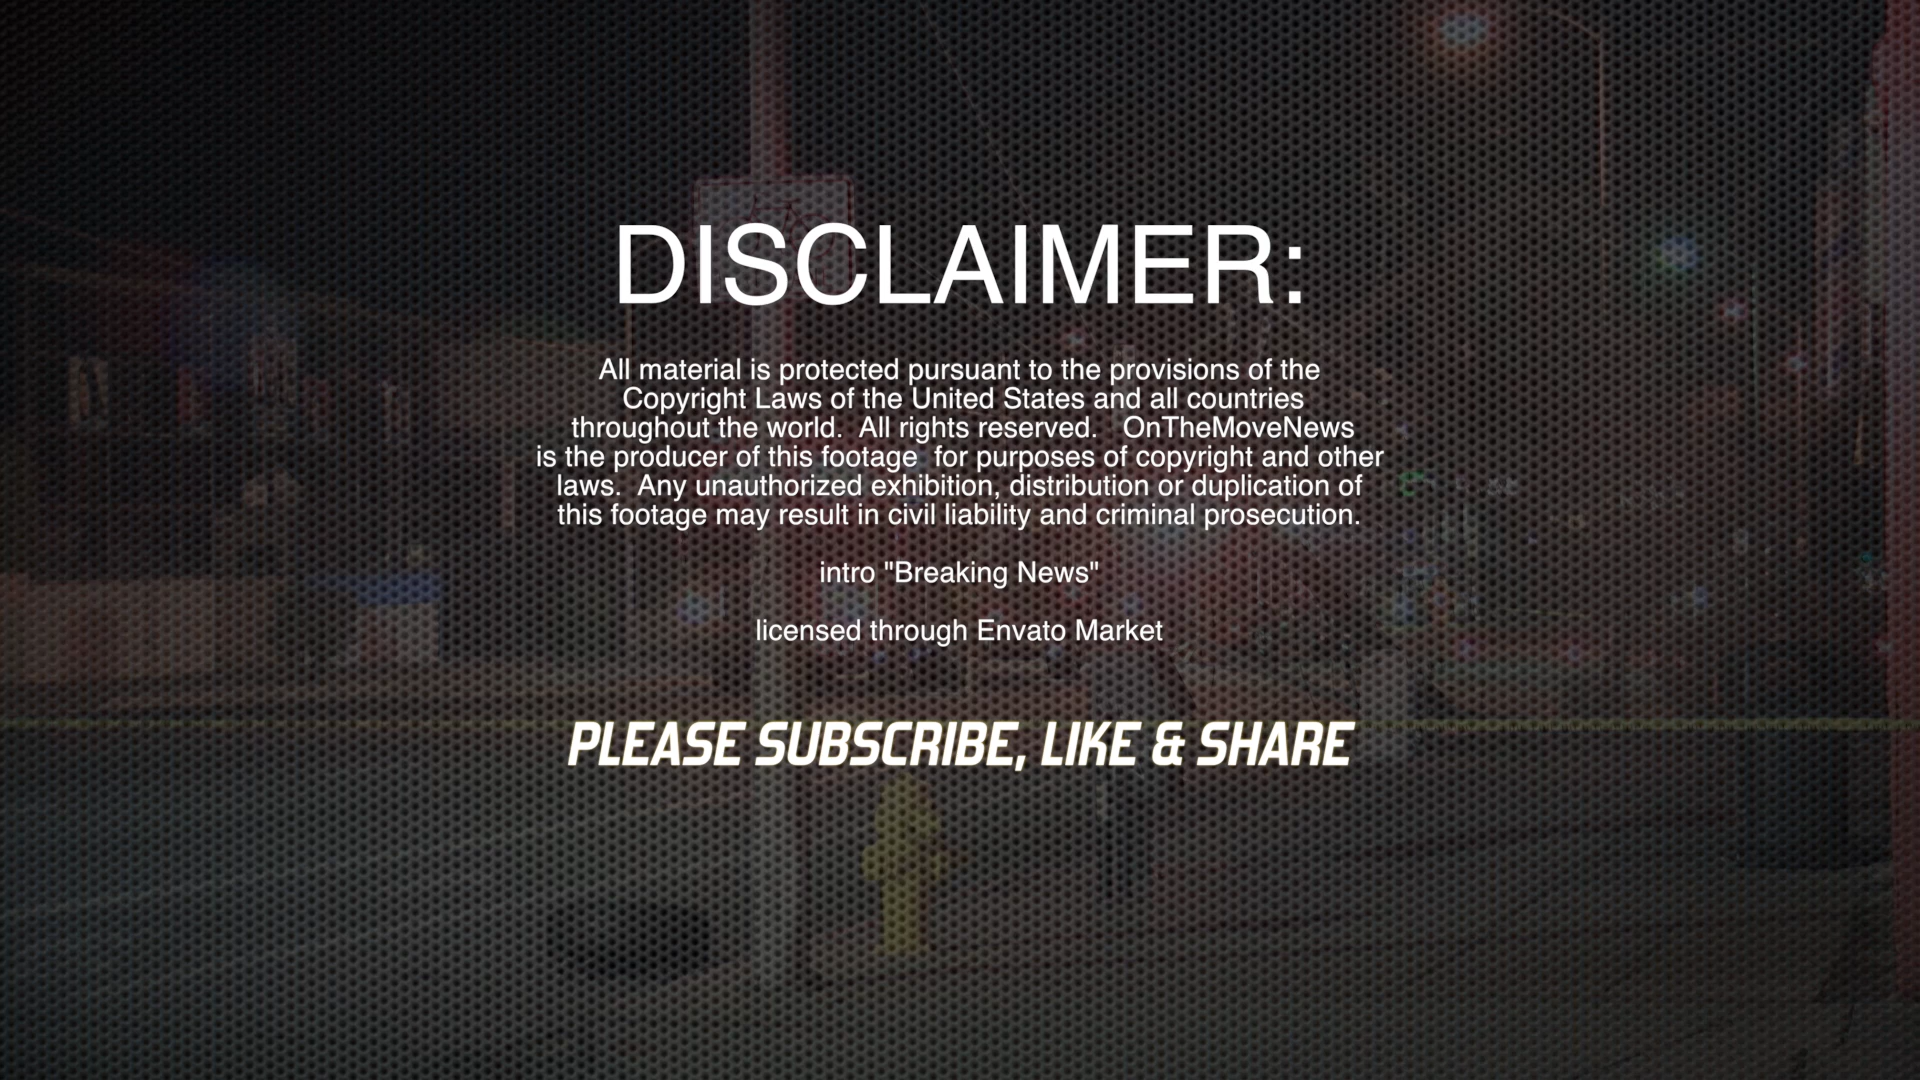 DISCLAIMER:
All material is protected pursuant to the provisions of the
Copyright Laws of the United States and all countries
throughout the world.  All rights reserved.   OnTheMoveNews
is the producer of this footage  for purposes of copyright and other
laws.  Any unauthorized exhibition, distribution or duplication of
this footage may result in civil liability and criminal prosecution.
intro "Breaking News"
licensed through Envato Market
PLEASE SUBSCRIBE, LIKE & SHARE